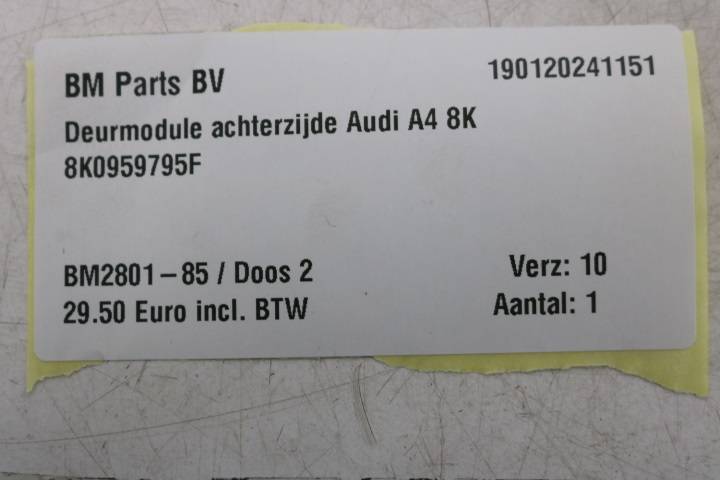 BM Parts BV
190120241151
Deurmodule achterzijde Audi A4 8K
8K0959795F
BM2801-85 / Doos 2
Verz: 10
29.50 Euro incl. BTW
Aantal: 1